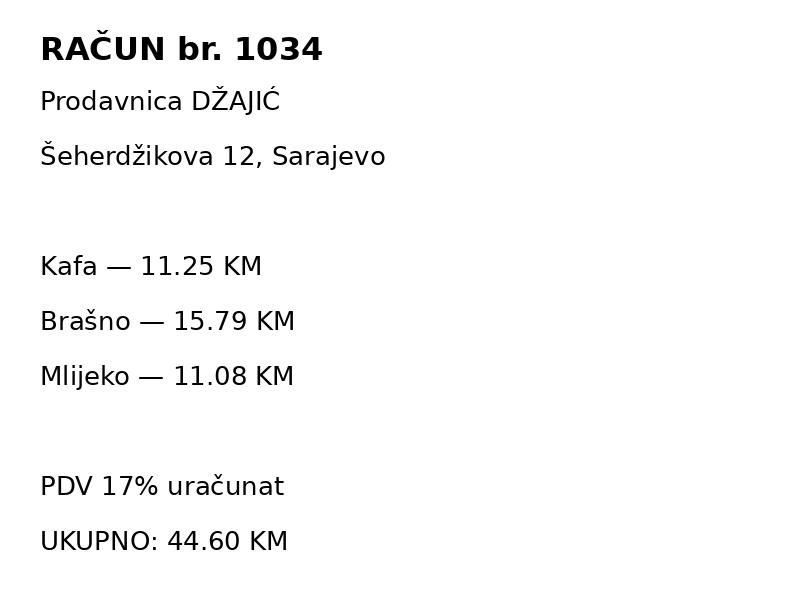 RAČUN br. 1034
Prodavnica DŽAJIĆ
Šeherdžikova 12, Sarajevo
Kafa — 11.25 KM
Brašno — 15.79 KM
Mlijeko — 11.08 KM
PDV 17% uračunat
UKUPNO: 44.60 KM